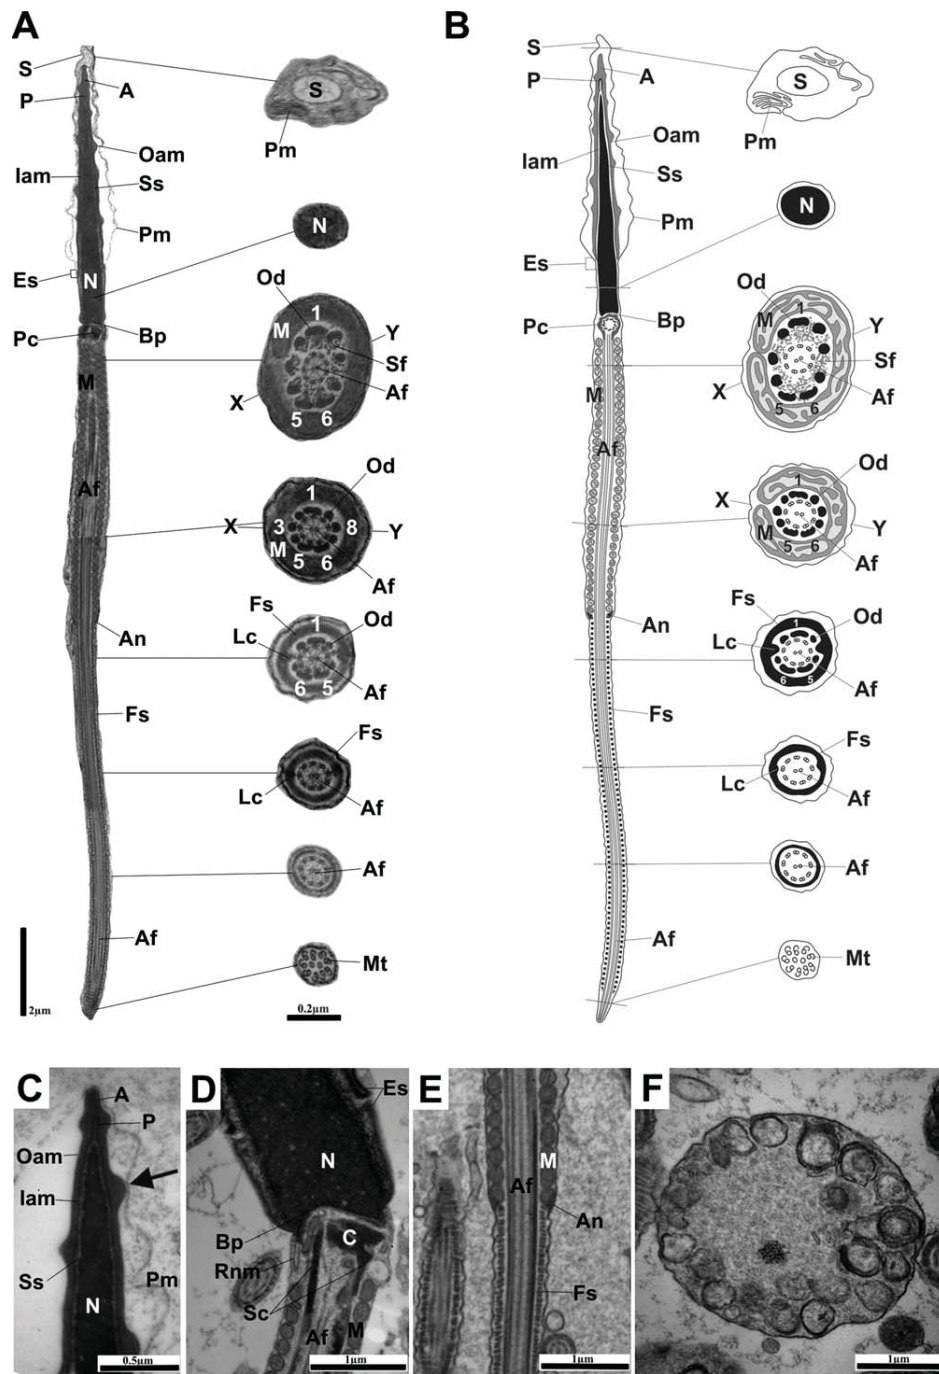 A
S
P
A
S
Pm
Oam
Iam
Ss
Pm
N
Es
N
Od
1
Bp
Pc
M
Y
Sf
Af
M
X
5 6
Af
Od
1
X
3
8
Y
M
5 6
Af
Fs
1
Od
An
Lc
Af
6 5
Fs
Fs
Lc
Af
Af
Af
Mt
2µm
0.2µm
B
S
A
P
S
Pm
Oam
Iam
Ss
Pm
N
Es
Od
1
Bp
Pc
M
Y
Sf
X
Af
M
5 6
Af
Od
1
X
M
Y
5 6
Af
Fs
1
Od
An
Lc
Af
6 5
Fs
Fs
Lc
Af
Af
Af
Mt
C
A
P
Oam
Iam
Ss
Pm
N
0.5µm
D
Es
N
Bp
C
Rnm
Sc
Af
M
1µm
E
M
Af
An
Fs
1µm
F
1µm